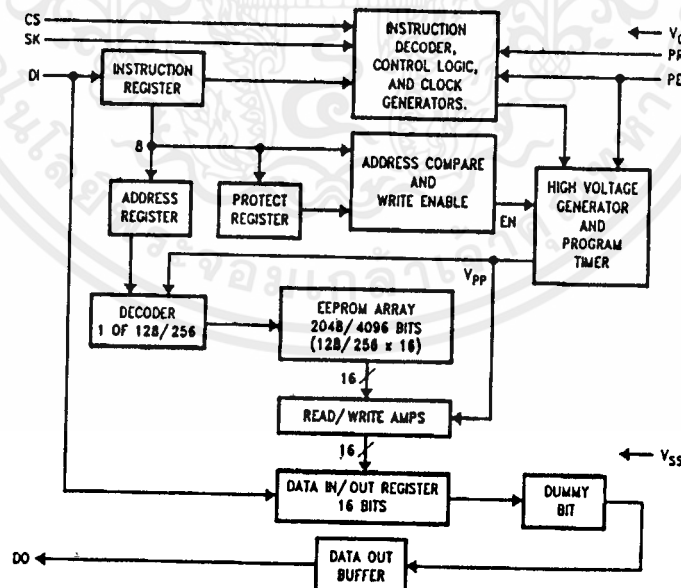 CS
SK
DI
INSTRUCTION
REGISTER
INSTRUCTION
DECODER,
CONTROL LOGIC,
AND CLOCK
GENERATORS.
PR
PE
8
ADDRESS
REGISTER
PROTECT
REGISTER
ADDRESS COMPARE
AND
WRITE ENABLE
EN
HIGH VOLTAGE
GENERATOR
AND
PROGRAM
TIMER
VPP
DECODER
1 OF 128/256
EEPROM ARRAY
2048/4096 BITS
(128/256 x 16)
16
READ/WRITE AMPS
16
VSS
DATA IN/OUT REGISTER
16 BITS
DUMMY
BIT
DO
DATA OUT
BUFFER